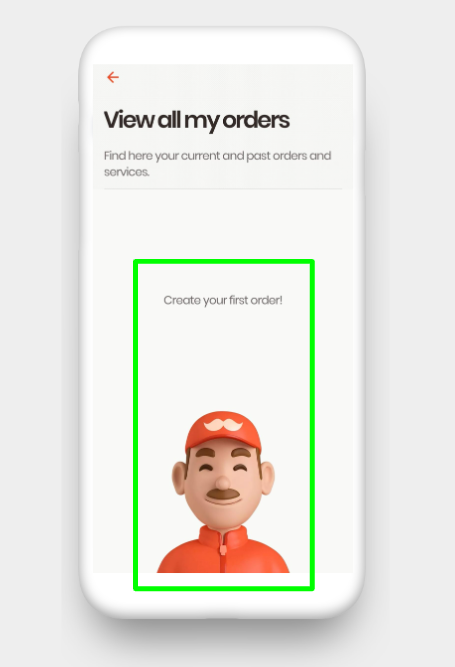 View all my orders
Find here your current and past orders and
services.
Create your first order!